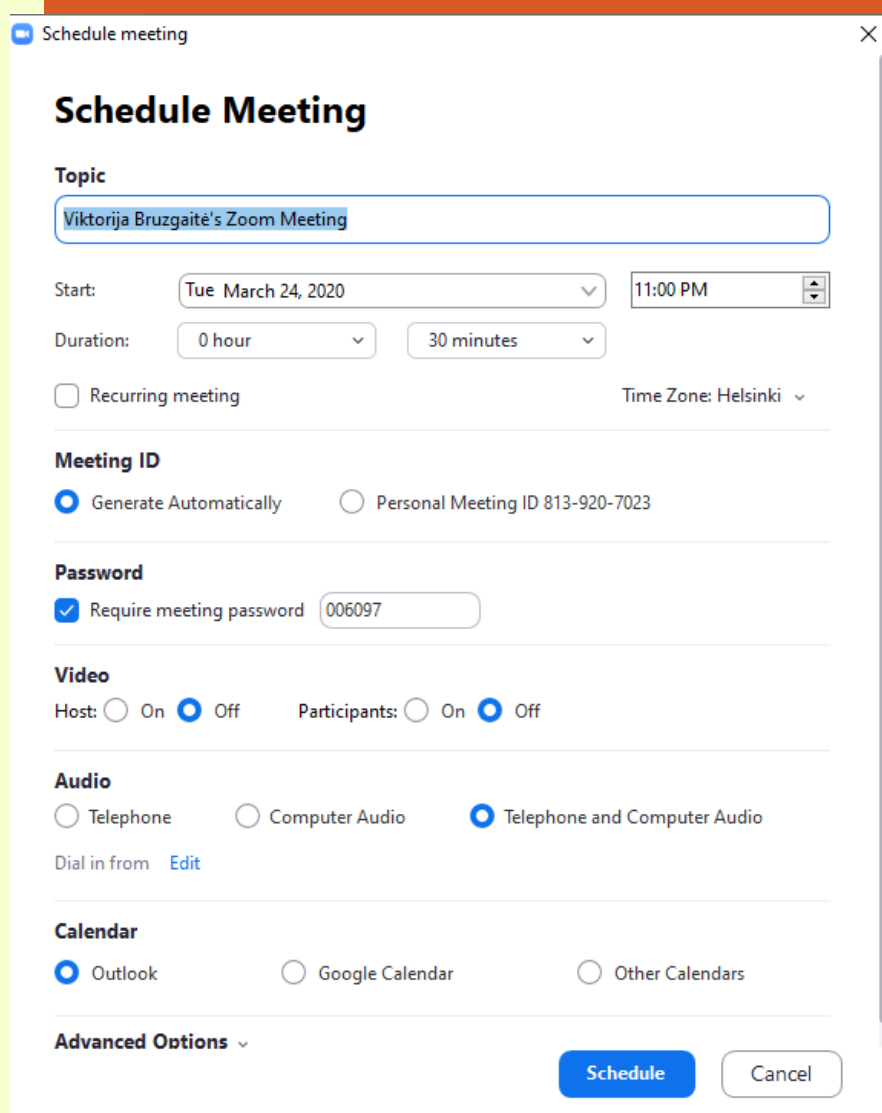 Schedule meeting
Schedule Meeting
Topic
Viktorija Bruzgaitė's Zoom Meeting
Start: Tue March 24, 2020 11:00 PM
Duration: 0 hour 30 minutes
Recurring meeting Time Zone: Helsinki
Meeting ID
Generate Automatically Personal Meeting ID 813-920-7023
Password
Require meeting password 006097
Video
Host: On Off Participants: On Off
Audio
Telephone Computer Audio Telephone and Computer Audio
Dial in from Edit
Calendar
Outlook Google Calendar Other Calendars
Advanced Options
Schedule Cancel